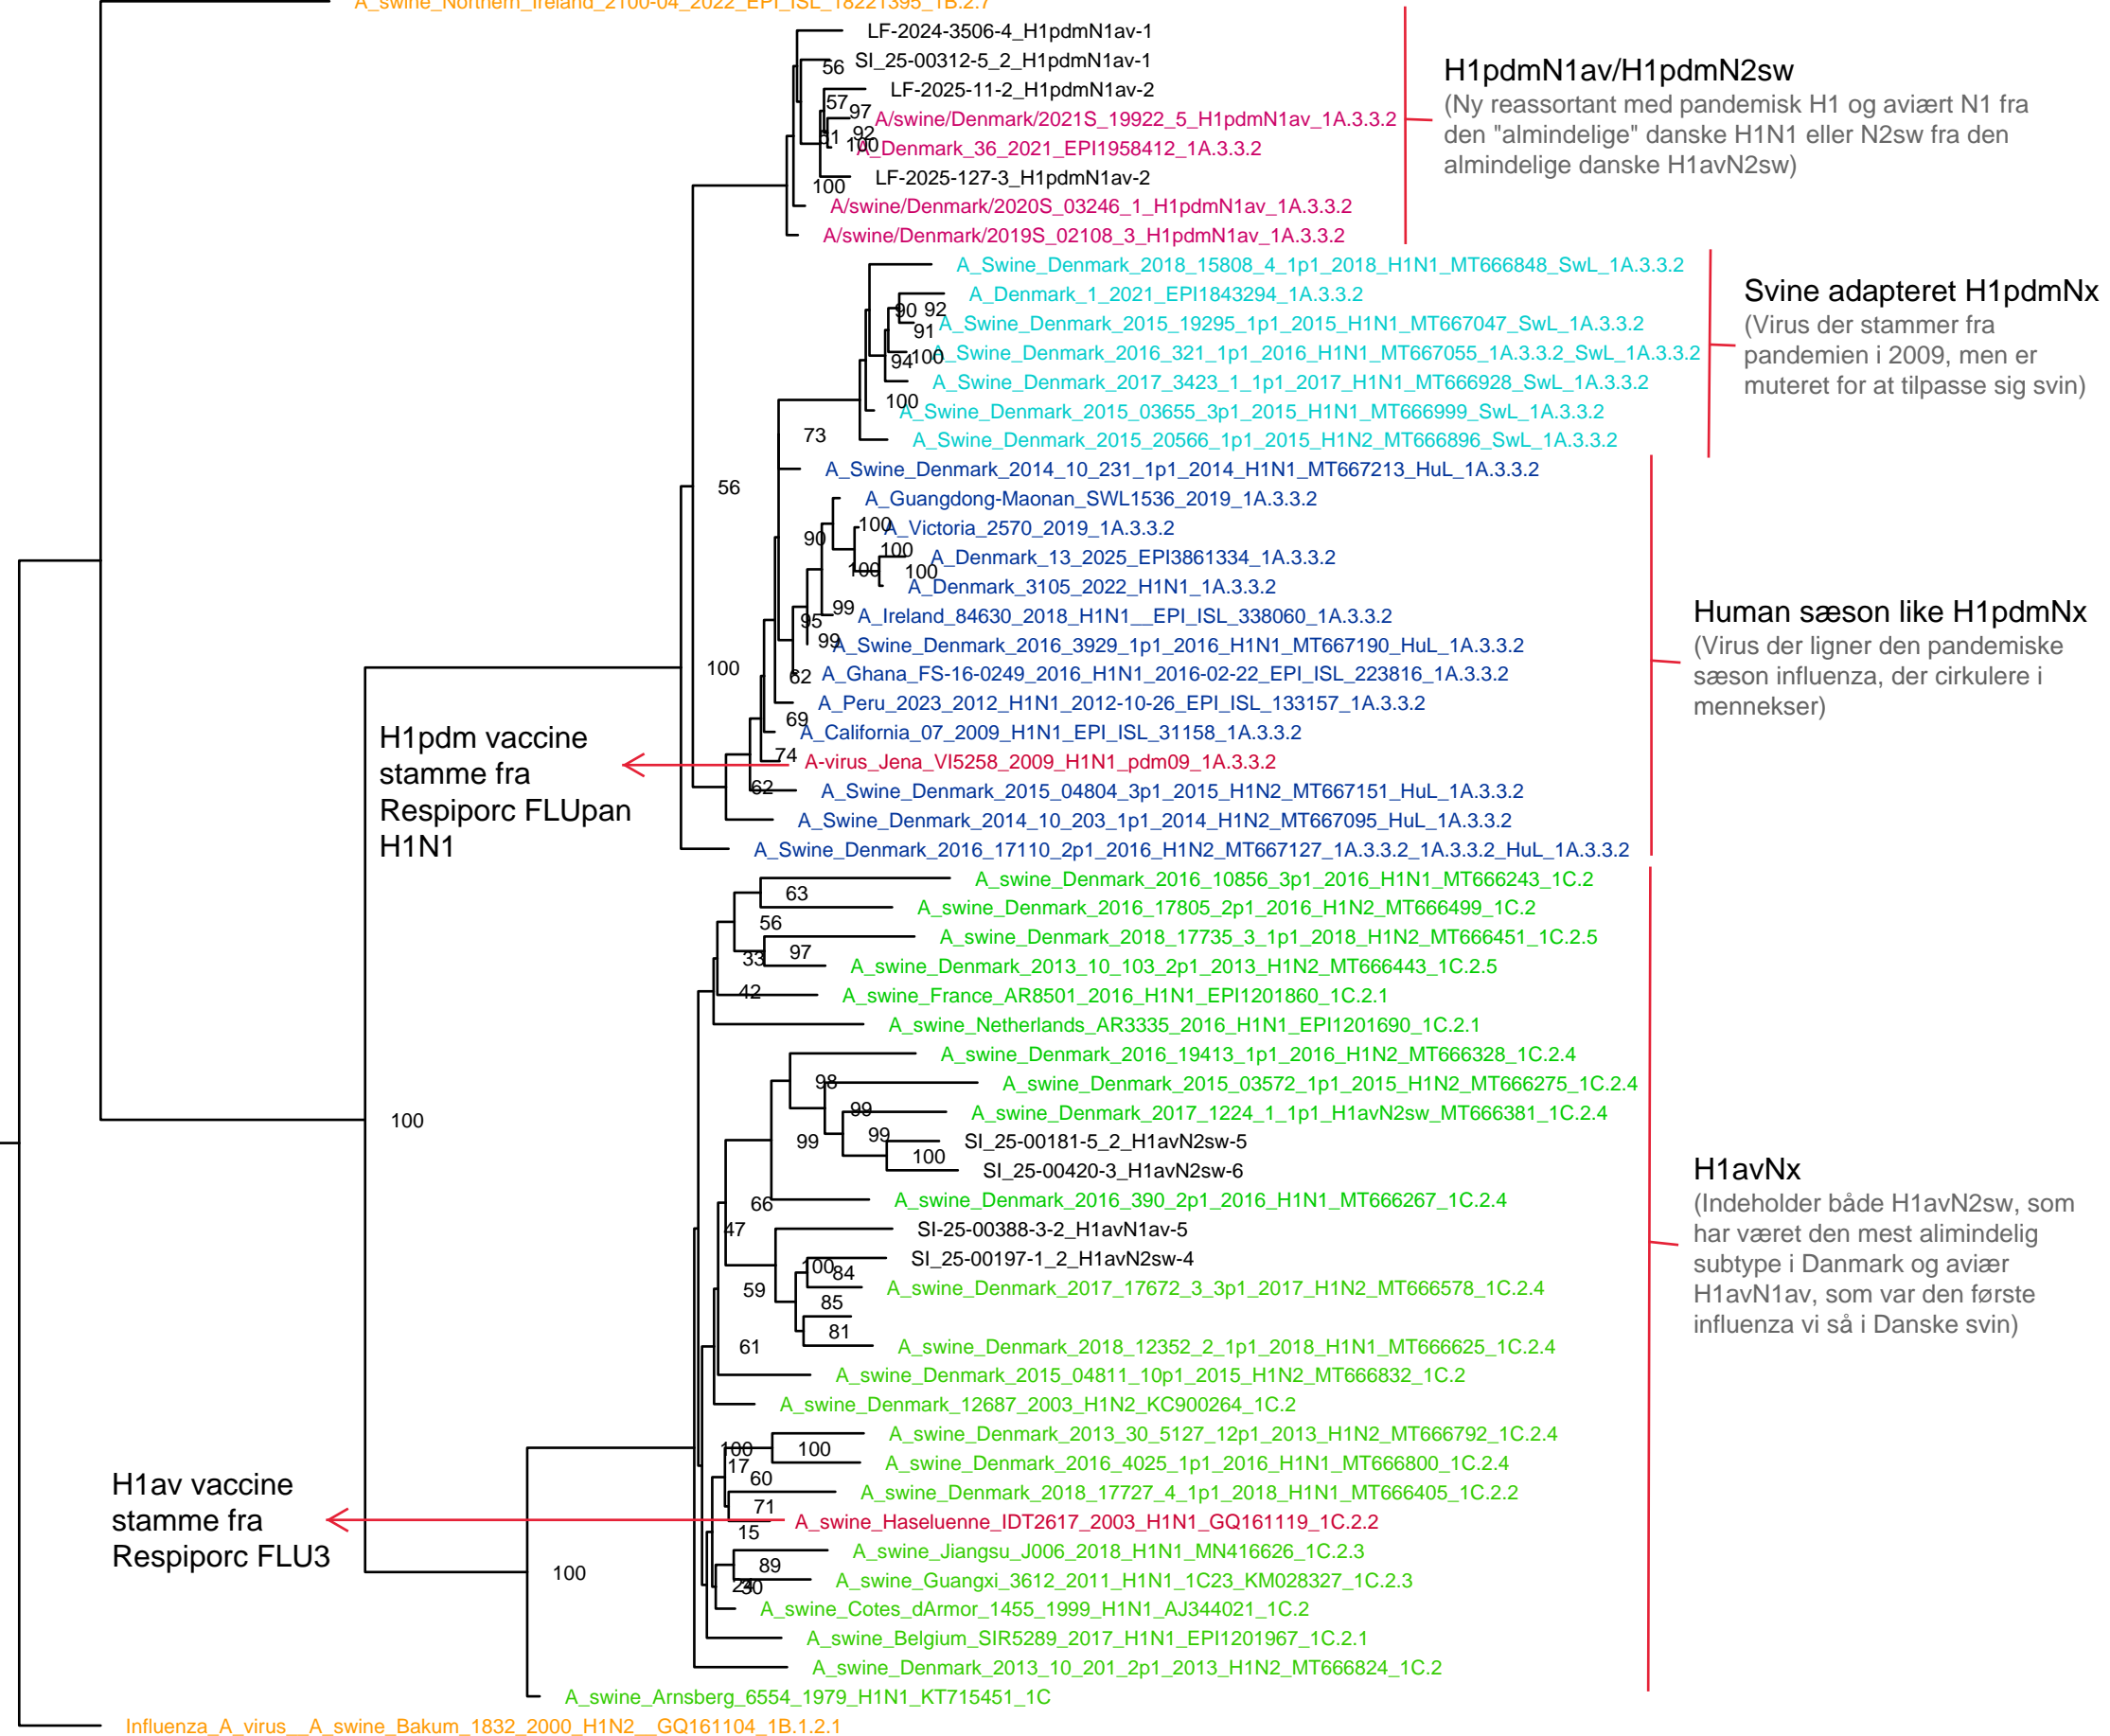 A_swine_Northern_Ireland_2100-04_2022_EPI_ISL_18221395_1B.2.7
LF-2024-3506-4_H1pdmN1av-1
56
SI_25-00312-5_2_H1pdmN1av-1
LF-2025-11-2_H1pdmN1av-2
57
97
A/swine/Denmark/2021S_19922_5_H1pdmN1av_1A.3.3.2
92
100
A_Denmark_36_2021_EPI1958412_1A.3.3.2
LF-2025-127-3_H1pdmN1av-2
100
A/swine/Denmark/2020S_03246_1_H1pdmN1av_1A.3.3.2
A/swine/Denmark/2019S_02108_3_H1pdmN1av_1A.3.3.2
H1pdmN1av/H1pdmN2sw
(Ny reassortant med pandemisk H1 og aviært N1 fra
den "almindelige" danske H1N1 eller N2sw fra den
almindelige danske H1avN2sw)
A_Swine_Denmark_2018_15808_4_1p1_2018_H1N1_MT666848_SwL_1A.3.3.2
A_Denmark_1_2021_EPI1843294_1A.3.3.2
90
92
91
A_Swine_Denmark_2015_19295_1p1_2015_H1N1_MT667047_SwL_1A.3.3.2
94
100
A_Swine_Denmark_2016_321_1p1_2016_H1N1_MT667055_1A.3.3.2_SwL_1A.3.3.2
A_Swine_Denmark_2017_3423_1_1p1_2017_H1N1_MT666928_SwL_1A.3.3.2
100
A_Swine_Denmark_2015_03655_3p1_2015_H1N1_MT666999_SwL_1A.3.3.2
73
A_Swine_Denmark_2015_20566_1p1_2015_H1N2_MT666896_SwL_1A.3.3.2
Svine adapteret H1pdmNx
(Virus der stammer fra
pandemien i 2009, men er
muteret for at tilpasse sig svin)
A_Swine_Denmark_2014_10_231_1p1_2014_H1N1_MT667213_HuL_1A.3.3.2
56
A_Guangdong-Maonan_SWL1536_2019_1A.3.3.2
100
A_Victoria_2570_2019_1A.3.3.2
90
100
A_Denmark_13_2025_EPI3861334_1A.3.3.2
100
100
A_Denmark_3105_2022_H1N1_1A.3.3.2
99
A_Ireland_84630_2018_H1N1__EPI_ISL_338060_1A.3.3.2
95
99
A_Swine_Denmark_2016_3929_1p1_2016_H1N1_MT667190_HuL_1A.3.3.2
100
62
A_Ghana_FS-16-0249_2016_H1N1_2016-02-22_EPI_ISL_223816_1A.3.3.2
A_Peru_2023_2012_H1N1_2012-10-26_EPI_ISL_133157_1A.3.3.2
69
A_California_07_2009_H1N1_EPI_ISL_31158_1A.3.3.2
74
A-virus_Jena_VI5258_2009_H1N1_pdm09_1A.3.3.2
62
A_Swine_Denmark_2015_04804_3p1_2015_H1N2_MT667151_HuL_1A.3.3.2
A_Swine_Denmark_2014_10_203_1p1_2014_H1N2_MT667095_HuL_1A.3.3.2
A_Swine_Denmark_2016_17110_2p1_2016_H1N2_MT667127_1A.3.3.2_1A.3.3.2_HuL_1A.3.3.2
Human sæson like H1pdmNx
(Virus der ligner den pandemiske
sæson influenza, der cirkulere i
mennekser)
H1pdm vaccine
stamme fra
Respiporc FLUpan
H1N1
A_swine_Denmark_2016_10856_3p1_2016_H1N1_MT666243_1C.2
63
A_swine_Denmark_2016_17805_2p1_2016_H1N2_MT666499_1C.2
56
A_swine_Denmark_2018_17735_3_1p1_2018_H1N2_MT666451_1C.2.5
33
97
A_swine_Denmark_2013_10_103_2p1_2013_H1N2_MT666443_1C.2.5
42
A_swine_France_AR8501_2016_H1N1_EPI1201860_1C.2.1
A_swine_Netherlands_AR3335_2016_H1N1_EPI1201690_1C.2.1
A_swine_Denmark_2016_19413_1p1_2016_H1N2_MT666328_1C.2.4
98
A_swine_Denmark_2015_03572_1p1_2015_H1N2_MT666275_1C.2.4
99
A_swine_Denmark_2017_1224_1_1p1_H1avN2sw_MT666381_1C.2.4
100
99
99
SI_25-00181-5_2_H1avN2sw-5
100
SI_25-00420-3_H1avN2sw-6
66
A_swine_Denmark_2016_390_2p1_2016_H1N1_MT666267_1C.2.4
47
SI-25-00388-3-2_H1avN1av-5
SI_25-00197-1_2_H1avN2sw-4
100
84
59
A_swine_Denmark_2017_17672_3_3p1_2017_H1N2_MT666578_1C.2.4
85
81
61
A_swine_Denmark_2018_12352_2_1p1_2018_H1N1_MT666625_1C.2.4
A_swine_Denmark_2015_04811_10p1_2015_H1N2_MT666832_1C.2
A_swine_Denmark_12687_2003_H1N2_KC900264_1C.2
A_swine_Denmark_2013_30_5127_12p1_2013_H1N2_MT666792_1C.2.4
100
100
17
A_swine_Denmark_2016_4025_1p1_2016_H1N1_MT666800_1C.2.4
60
A_swine_Denmark_2018_17727_4_1p1_2018_H1N1_MT666405_1C.2.2
71
A_swine_Haseluenne_IDT2617_2003_H1N1_GQ161119_1C.2.2
15
A_swine_Jiangsu_J006_2018_H1N1_MN416626_1C.2.3
89
30
A_swine_Guangxi_3612_2011_H1N1_1C23_KM028327_1C.2.3
100
A_swine_Cotes_dArmor_1455_1999_H1N1_AJ344021_1C.2
A_swine_Belgium_SIR5289_2017_H1N1_EPI1201967_1C.2.1
A_swine_Denmark_2013_10_201_2p1_2013_H1N2_MT666824_1C.2
A_swine_Arnsberg_6554_1979_H1N1_KT715451_1C
H1avNx
(Indeholder både H1avN2sw, som
har været den mest alimindelig
subtype i Danmark og aviær
H1avN1av, som var den første
influenza vi så i Danske svin)
H1av vaccine
stamme fra
Respiporc FLU3
Influenza_A_virus__A_swine_Bakum_1832_2000_H1N2__GQ161104_1B.1.2.1